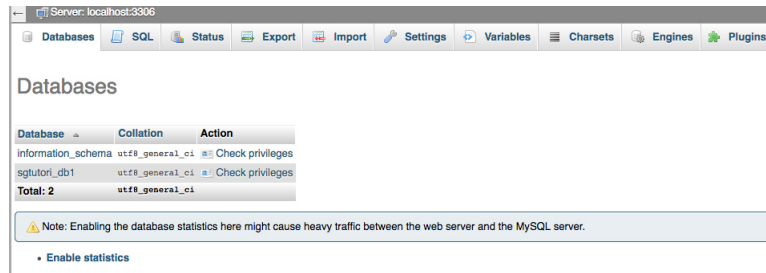 Server: localhost:3306
Databases SQL Status Export Import Settings Variables Charsets Engines Plugins
Databases
Database Collation Action
information_schema utf8_general_ci Check privileges
sgtutori_db1 utf8_general_ci Check privileges
Total: 2 utf8_general_ci
Note: Enabling the database statistics here might cause heavy traffic between the web server and the MySQL server.
Enable statistics